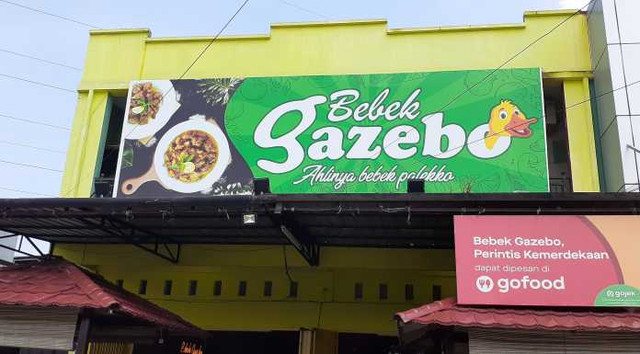 Bebek
gazebo
Ahlinya bebek palekko
Bebek Gazebo,
Perintis Kemerdekaan
dapat dipesan di
gofood
gojek